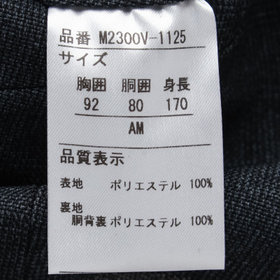 品番 M2300V-1125
サイズ
胸囲 胴囲 身長
92 80 170
AM
品質表示
表地 ポリエステル 100%
裏地
胴背裏 ポリエステル 100%